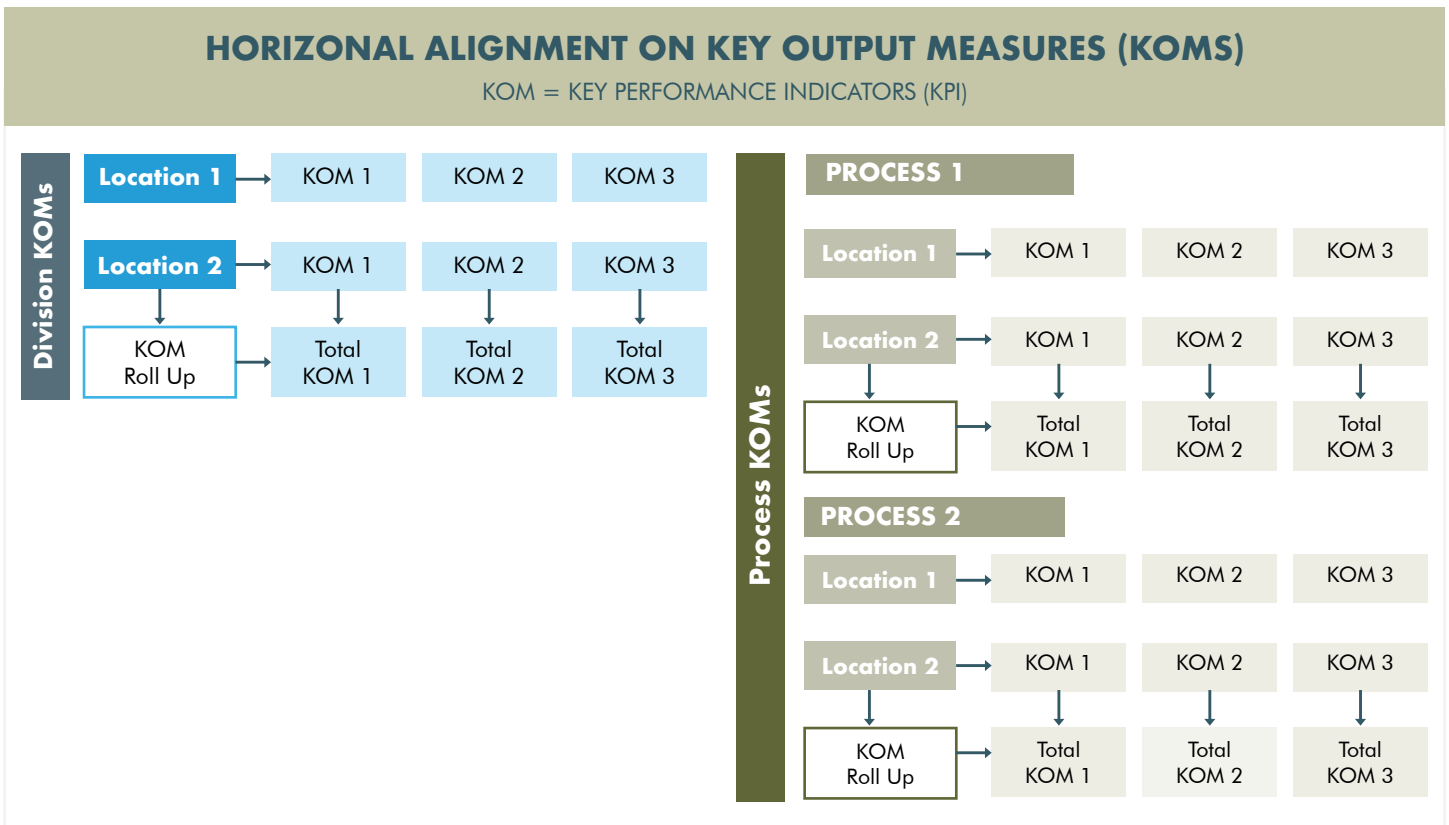 HORIZONAL ALIGNMENT ON KEY OUTPUT MEASURES (KOMS)
KOM = KEY PERFORMANCE INDICATORS (KPI)
Division KOMs
Location 1
KOM 1
KOM 2
KOM 3
Location 2
KOM 1
KOM 2
KOM 3
KOM
Roll Up
Total
KOM 1
Total
KOM 2
Total
KOM 3
Process KOMs
PROCESS 1
Location 1
KOM 1
KOM 2
KOM 3
Location 2
KOM 1
KOM 2
KOM 3
KOM
Roll Up
Total
KOM 1
Total
KOM 2
Total
KOM 3
PROCESS 2
Location 1
KOM 1
KOM 2
KOM 3
Location 2
KOM 1
KOM 2
KOM 3
KOM
Roll Up
Total
KOM 1
Total
KOM 2
Total
KOM 3